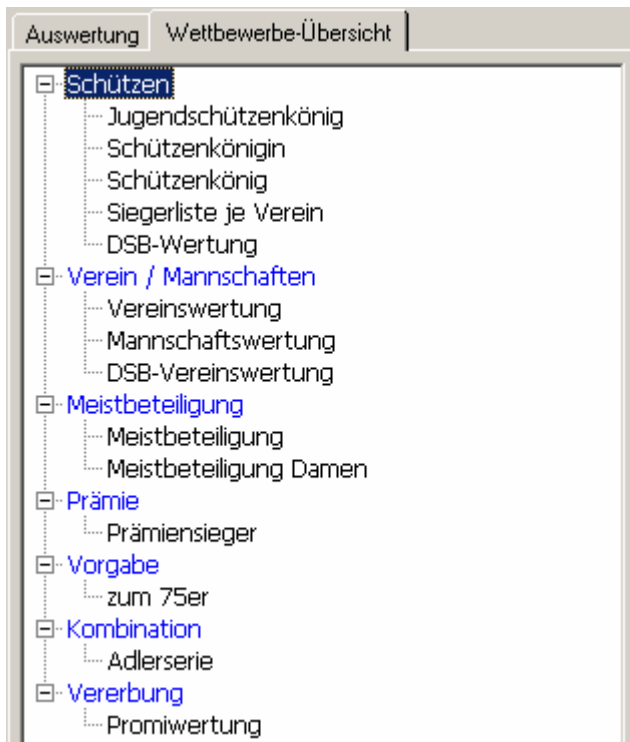 Auswertung Wettbewerbe-Übersicht
Schützen
Jugendschützenkönig
Schützenkönigin
Schützenkönig
Siegerliste je Verein
DSB-Wertung
Verein / Mannschaften
Vereinswertung
Mannschaftswertung
DSB-Vereinswertung
Meistbeteiligung
Meistbeteiligung
Meistbeteiligung Damen
Prämie
Prämiensieger
Vorgabe
zum 75er
Kombination
Adlerserie
Vererbung
Promiwertung